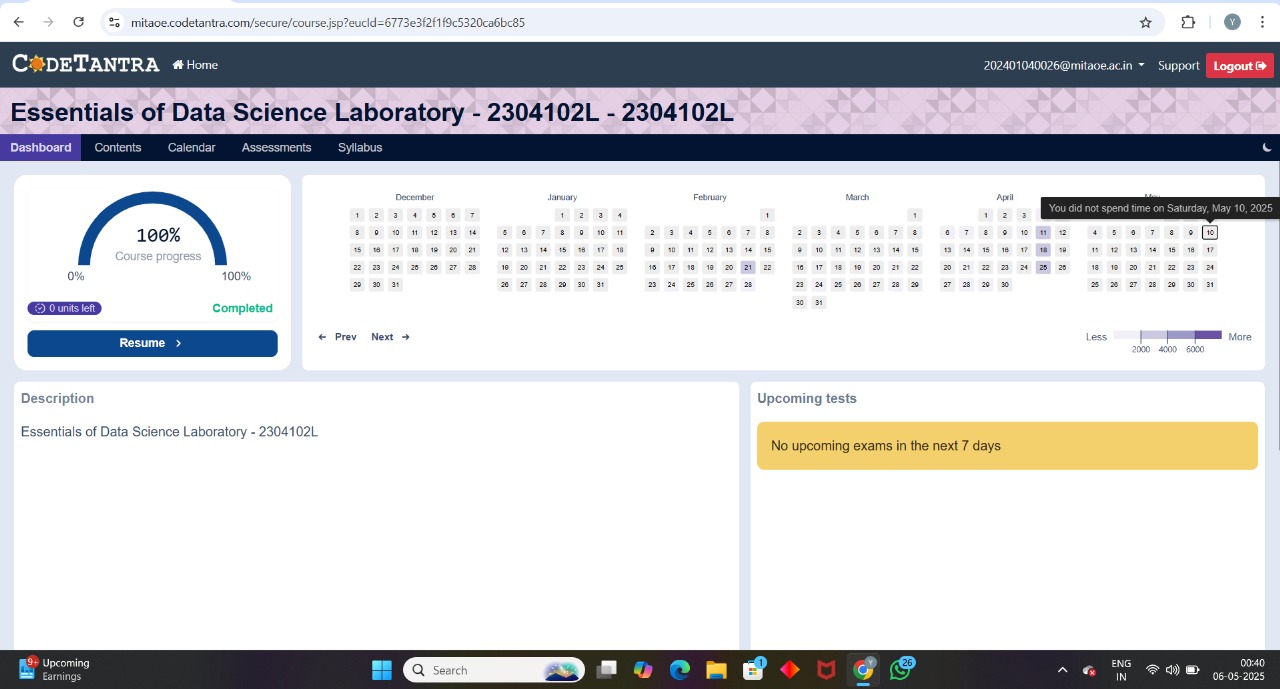 mitaoe.codetantra.com/secure/course.jsp?eucId=6773e3f2f1f9c5320ca6bc85
Y
CODETANTRA
Home
202401040026@mitaoe.ac.in
Support
Logout
Essentials of Data Science Laboratory - 2304102L - 2304102L
Dashboard
Contents
Calendar
Assessments
Syllabus
100%
Course progress
0%
100%
0 units left
Completed
Resume
December
1 2 3 4 5 6 7
8 9 10 11 12 13 14
15 16 17 18 19 20 21
22 23 24 25 26 27 28
29 30 31
January
1 2 3 4
5 6 7 8 9 10 11
12 13 14 15 16 17 18
19 20 21 22 23 24 25
26 27 28 29 30 31
February
1
2 3 4 5 6 7 8
9 10 11 12 13 14 15
16 17 18 19 20 21 22
23 24 25 26 27 28
March
1
2 3 4 5 6 7 8
9 10 11 12 13 14 15
16 17 18 19 20 21 22
23 24 25 26 27 28 29
30 31
April
1 2 3
6 7 8 9 10 11 12
13 14 15 16 17 18 19
20 21 22 23 24 25 26
27 28 29 30
You did not spend time on Saturday, May 10, 2025
4 5 6 7 8 9 10
11 12 13 14 15 16 17
18 19 20 21 22 23 24
25 26 27 28 29 30 31
Prev
Next
Less
More
2000 4000 6000
Description
Essentials of Data Science Laboratory - 2304102L
Upcoming tests
No upcoming exams in the next 7 days
9+
Upcoming
Earnings
Search
1
Y
26
ENG
IN
00:40
06-05-2025